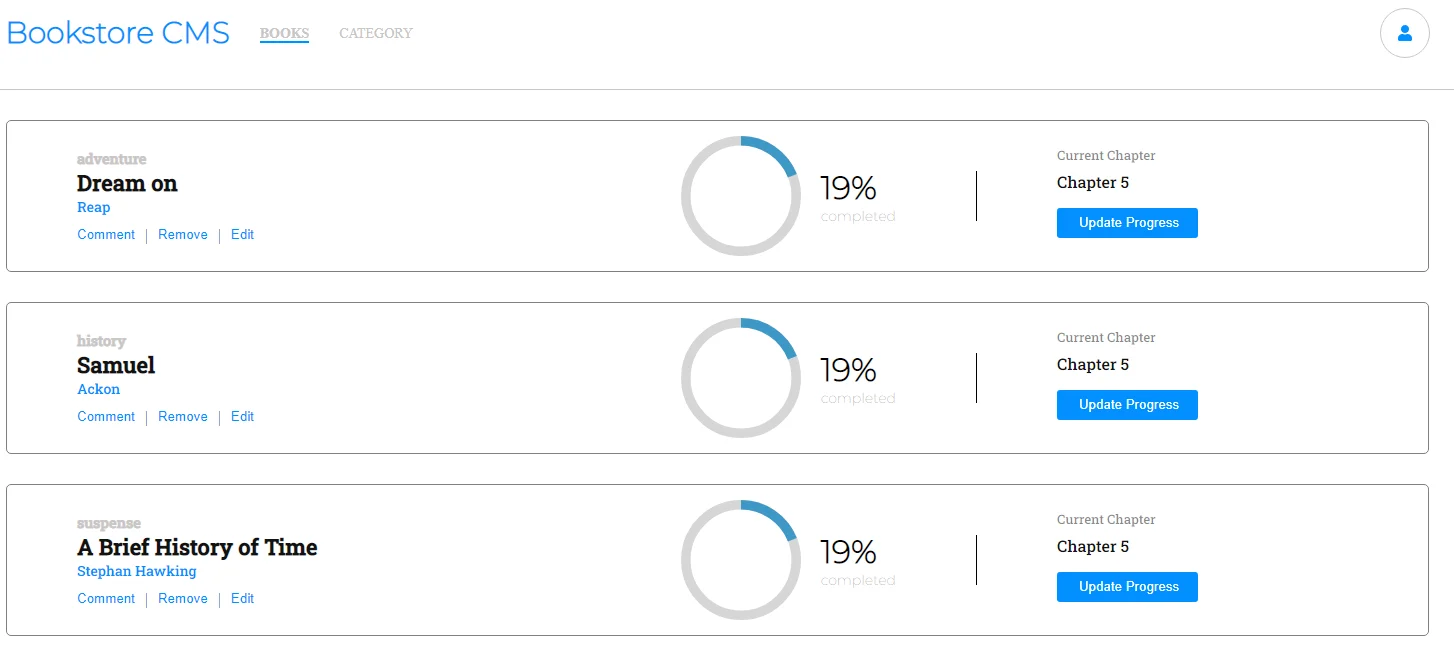 Bookstore CMS BOOKS CATEGORY
adventure
Dream on
Reap
Comment | Remove | Edit
19%
completed
Current Chapter
Chapter 5
Update Progress
history
Samuel
Ackon
Comment | Remove | Edit
19%
completed
Current Chapter
Chapter 5
Update Progress
suspense
A Brief History of Time
Stephan Hawking
Comment | Remove | Edit
19%
completed
Current Chapter
Chapter 5
Update Progress